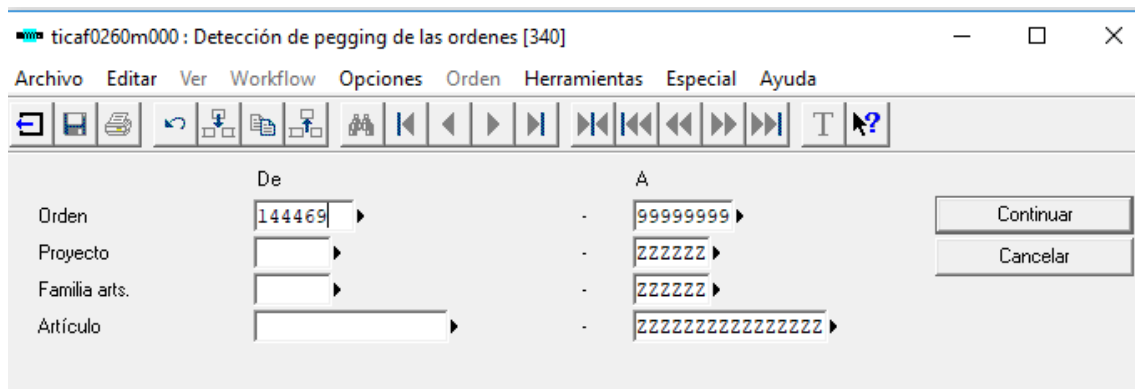 ticaf0260m000 : Detección de pegging de las ordenes [340]
Archivo Editar Ver Workflow Opciones Orden Herramientas Especial Ayuda
T ?
De A
Orden 144469 - 99999999 Continuar
Proyecto - ZZZZZZ Cancelar
Familia arts. - ZZZZZZ
Artículo - ZZZZZZZZZZZZZZZZ